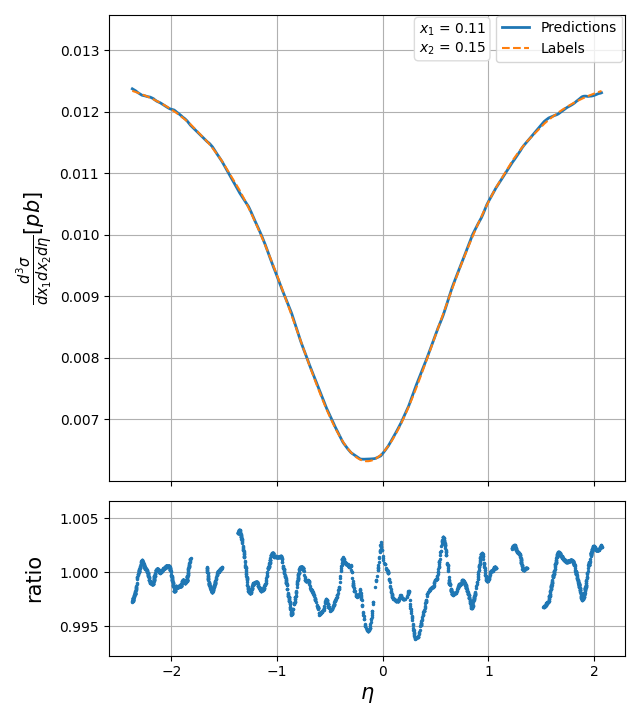 x₁ = 0.11
x₂ = 0.15
Predictions
Labels
d³σ/dx₁dx₂dη [pb]
0.013
0.012
0.011
0.010
0.009
0.008
0.007
ratio
1.005
1.000
0.995
−2 −1 0 1 2
η